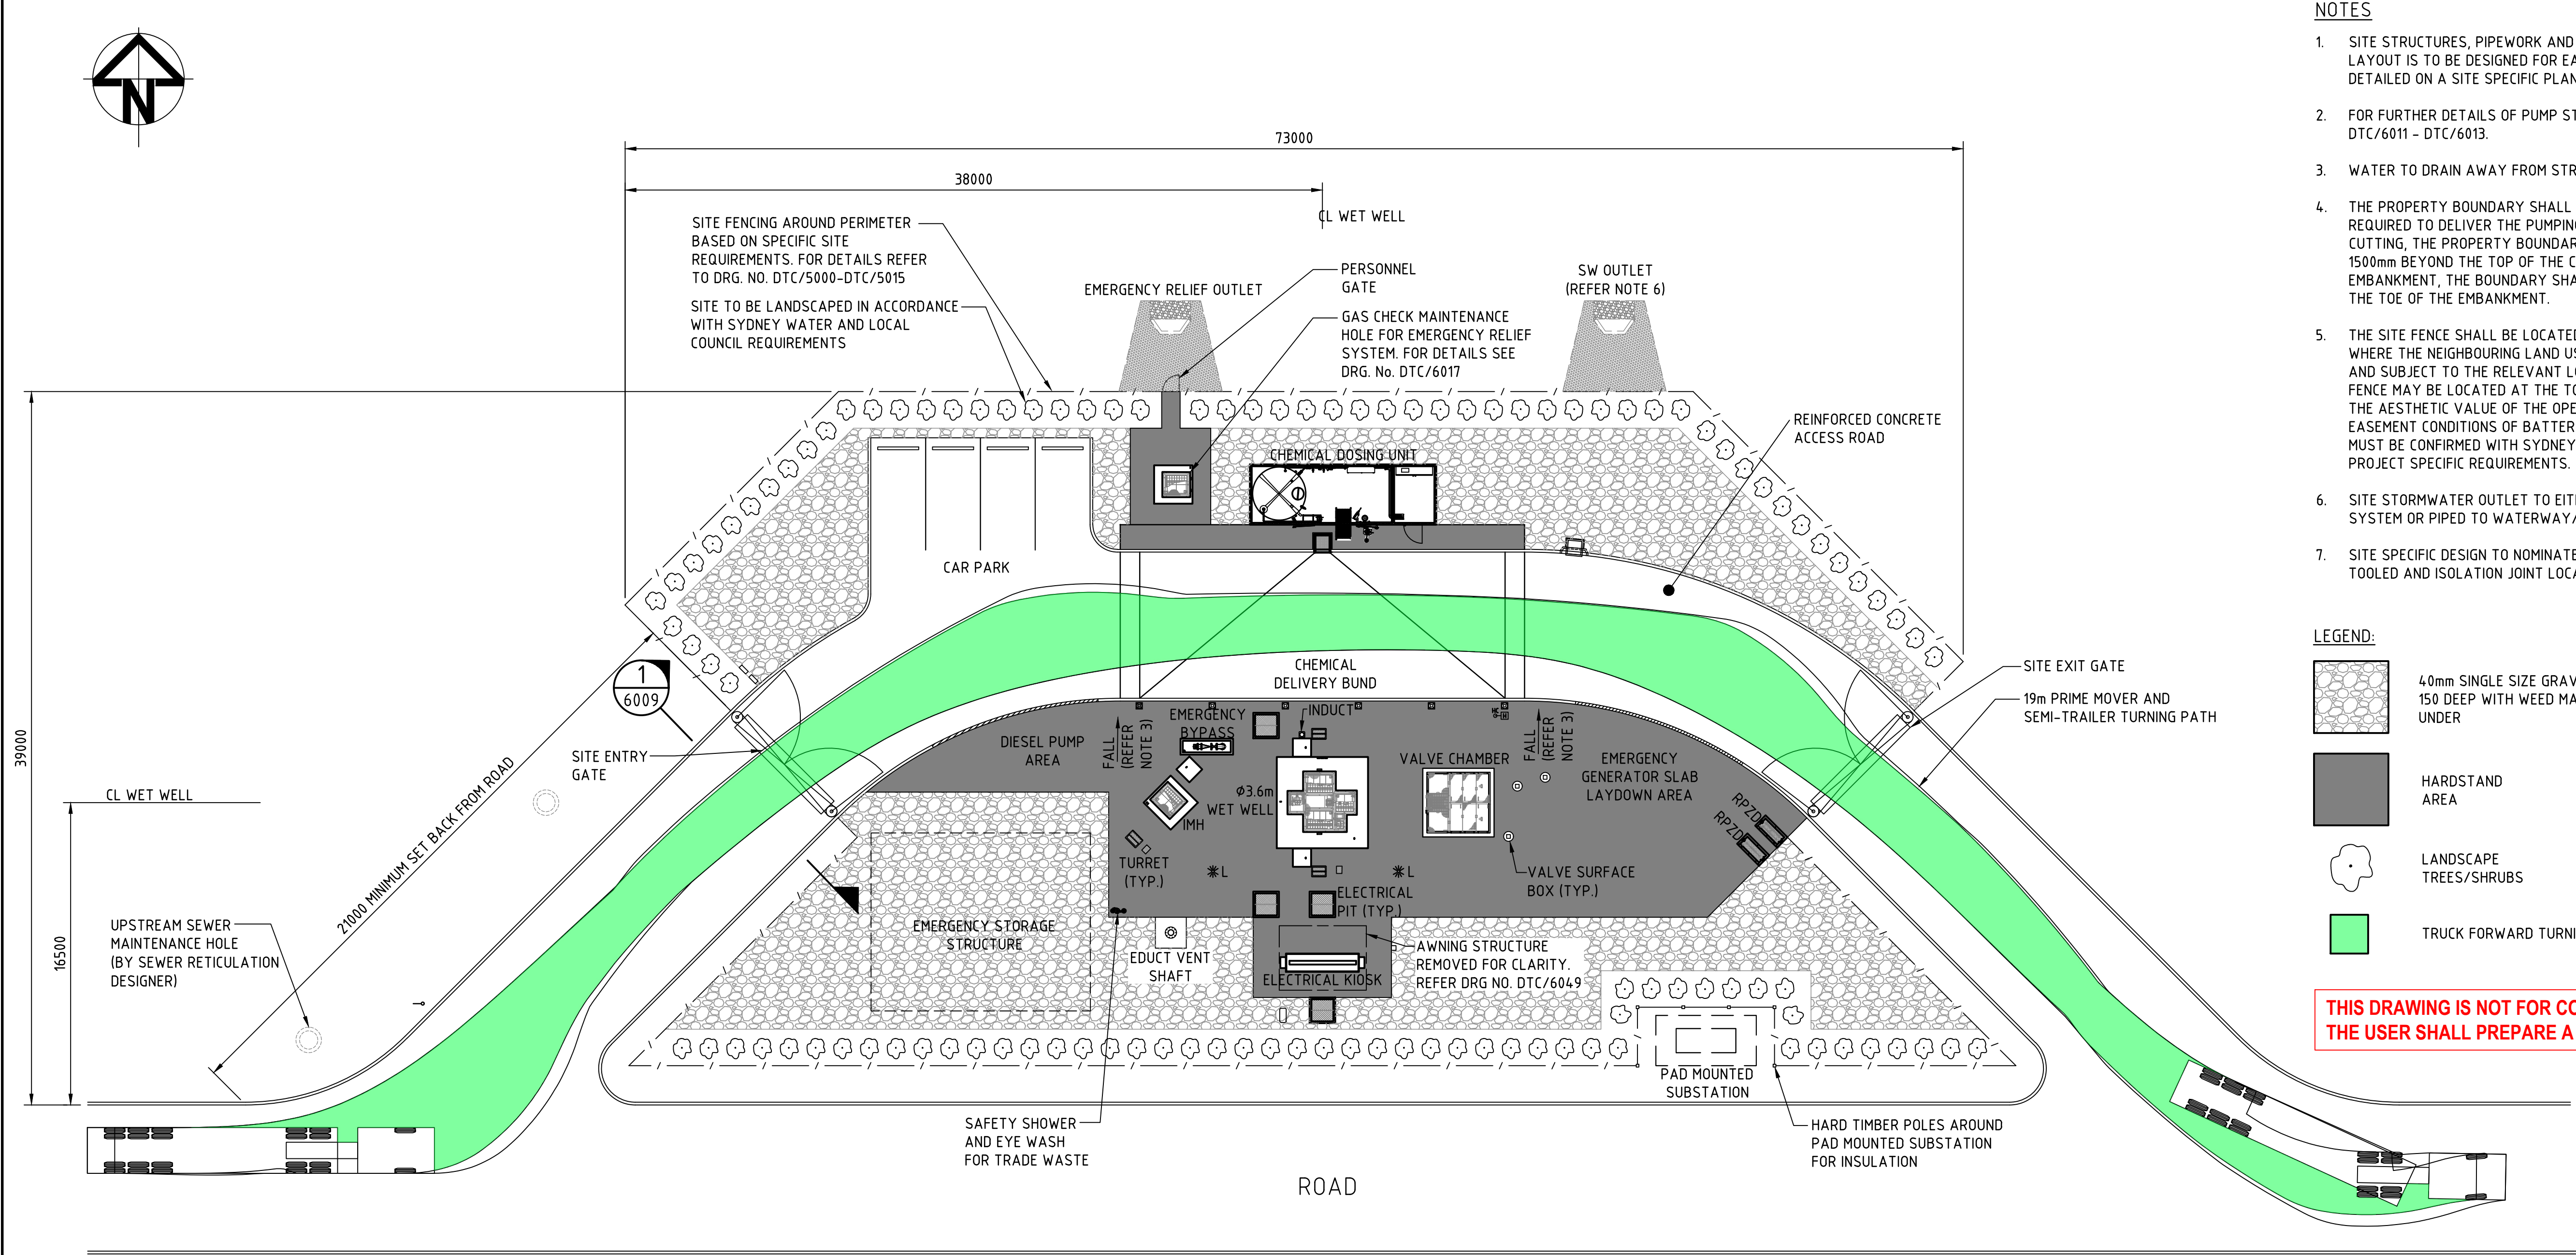 N
73000
38000
CL WET WELL
SITE FENCING AROUND PERIMETER
BASED ON SPECIFIC SITE
REQUIREMENTS. FOR DETAILS REFER
TO DRG. NO. DTC/5000-DTC/5015
SITE TO BE LANDSCAPED IN ACCORDANCE
WITH SYDNEY WATER AND LOCAL
COUNCIL REQUIREMENTS
EMERGENCY RELIEF OUTLET
PERSONNEL
GATE
GAS CHECK MAINTENANCE
HOLE FOR EMERGENCY RELIEF
SYSTEM. FOR DETAILS SEE
DRG. No. DTC/6017
SW OUTLET
(REFER NOTE 6)
REINFORCED CONCRETE
ACCESS ROAD
CHEMICAL DOSING UNIT
CAR PARK
CHEMICAL
DELIVERY BUND
1
6009
SITE ENTRY
GATE
SITE EXIT GATE
19m PRIME MOVER AND
SEMI-TRAILER TURNING PATH
39000
CL WET WELL
16500
21000 MINIMUM SET BACK FROM ROAD
UPSTREAM SEWER
MAINTENANCE HOLE
(BY SEWER RETICULATION
DESIGNER)
DIESEL PUMP
AREA
FALL
(REFER
NOTE 3)
EMERGENCY
BYPASS
INDUCT
IMH
Ø3.6m
WET WELL
VALVE CHAMBER
FALL
(REFER
NOTE 3)
EMERGENCY
GENERATOR SLAB
LAYDOWN AREA
RPZD
RPZD
TURRET
(TYP.)
L
L
VALVE SURFACE
BOX (TYP.)
ELECTRICAL
PIT (TYP.)
EMERGENCY STORAGE
STRUCTURE
EDUCT VENT
SHAFT
AWNING STRUCTURE
REMOVED FOR CLARITY.
REFER DRG NO. DTC/6049
ELECTRICAL KIOSK
PAD MOUNTED
SUBSTATION
SAFETY SHOWER
AND EYE WASH
FOR TRADE WASTE
HARD TIMBER POLES AROUND
PAD MOUNTED SUBSTATION
FOR INSULATION
ROAD
NOTES
1. SITE STRUCTURES, PIPEWORK AND
LAYOUT IS TO BE DESIGNED FOR EA
DETAILED ON A SITE SPECIFIC PLAN
2. FOR FURTHER DETAILS OF PUMP ST
DTC/6011 - DTC/6013.
3. WATER TO DRAIN AWAY FROM STR
4. THE PROPERTY BOUNDARY SHALL
REQUIRED TO DELIVER THE PUMPING
CUTTING, THE PROPERTY BOUNDAR
1500mm BEYOND THE TOP OF THE C
EMBANKMENT, THE BOUNDARY SHA
THE TOE OF THE EMBANKMENT.
5. THE SITE FENCE SHALL BE LOCATED
WHERE THE NEIGHBOURING LAND US
AND SUBJECT TO THE RELEVANT LO
FENCE MAY BE LOCATED AT THE TO
THE AESTHETIC VALUE OF THE OPE
EASEMENT CONDITIONS OF BATTER
MUST BE CONFIRMED WITH SYDNEY
PROJECT SPECIFIC REQUIREMENTS.
6. SITE STORMWATER OUTLET TO EITH
SYSTEM OR PIPED TO WATERWAY/
7. SITE SPECIFIC DESIGN TO NOMINATE
TOOLED AND ISOLATION JOINT LOCA
LEGEND:
40mm SINGLE SIZE GRAV
150 DEEP WITH WEED MA
UNDER
HARDSTAND
AREA
LANDSCAPE
TREES/SHRUBS
TRUCK FORWARD TURNI
THIS DRAWING IS NOT FOR CO
THE USER SHALL PREPARE A